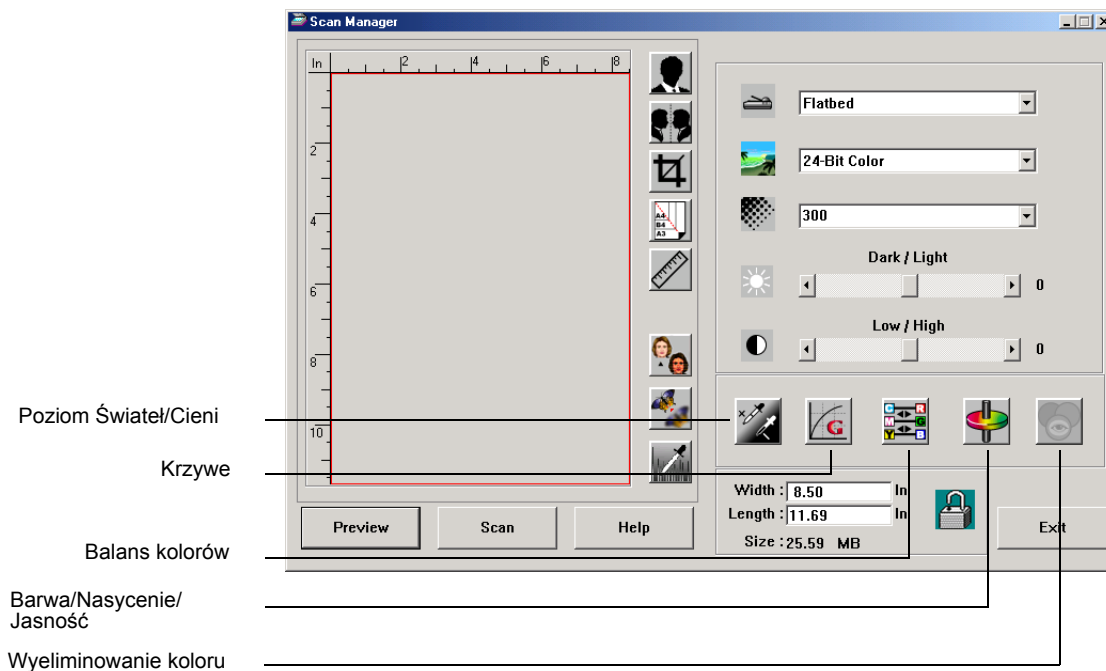 Scan Manager
In 2 4 6 8
2
4
6
8
10
A4
B4
A3
Flatbed
24-Bit Color
300
Dark / Light
0
Low / High
0
G
C R
M G
Y B
Width : 8.50 In
Length : 11.69 In
Size : 25.59 MB
Preview
Scan
Help
Exit
Poziom Świateł/Cieni
Krzywe
Balans kolorów
Barwa/Nasycenie/
Jasność
Wyeliminowanie koloru